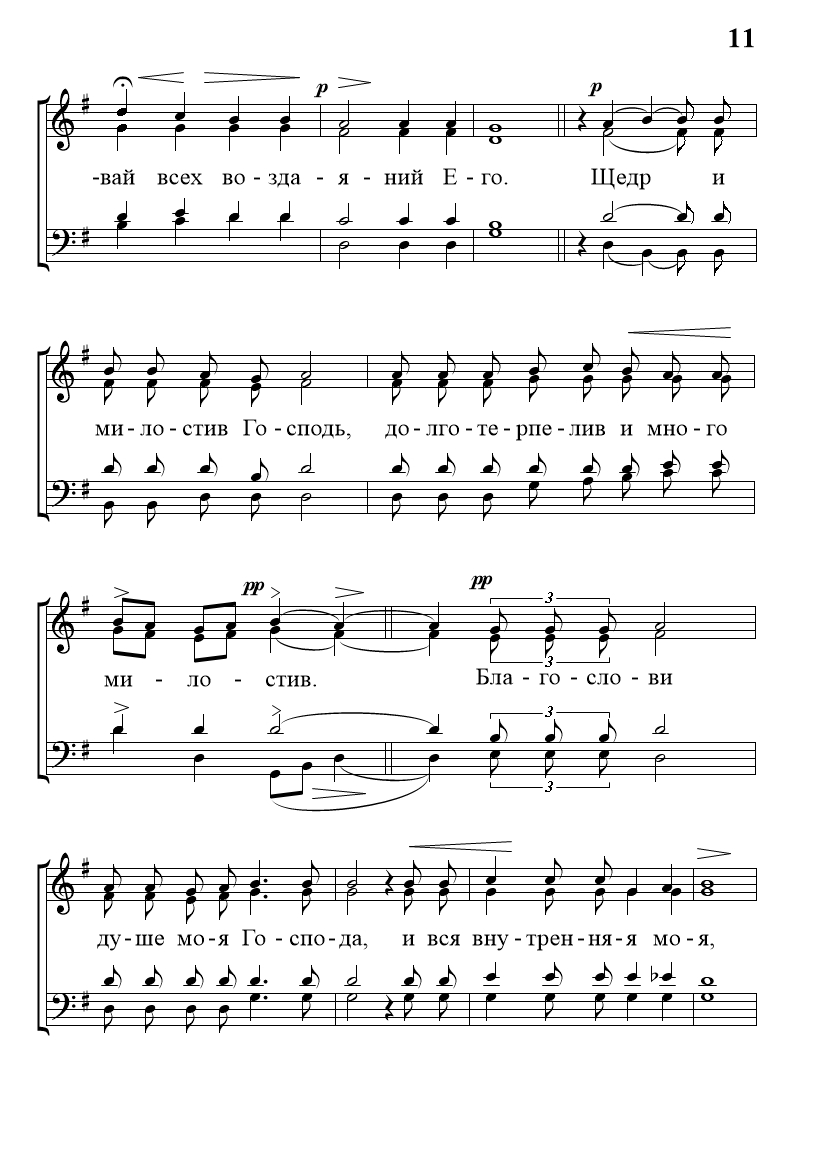 11
p p
-вай всех во - зда - я - ний Е - го. Щедр и
ми - ло - стив Го - сподь, до - лго - те - рпе - лив и мно - го
pp pp
3
ми - ло - стив. Бла - го - сло - ви
3
3
3
ду - ше мо - я Го - спо - да, и вся вну - трен - ня - я мо - я,